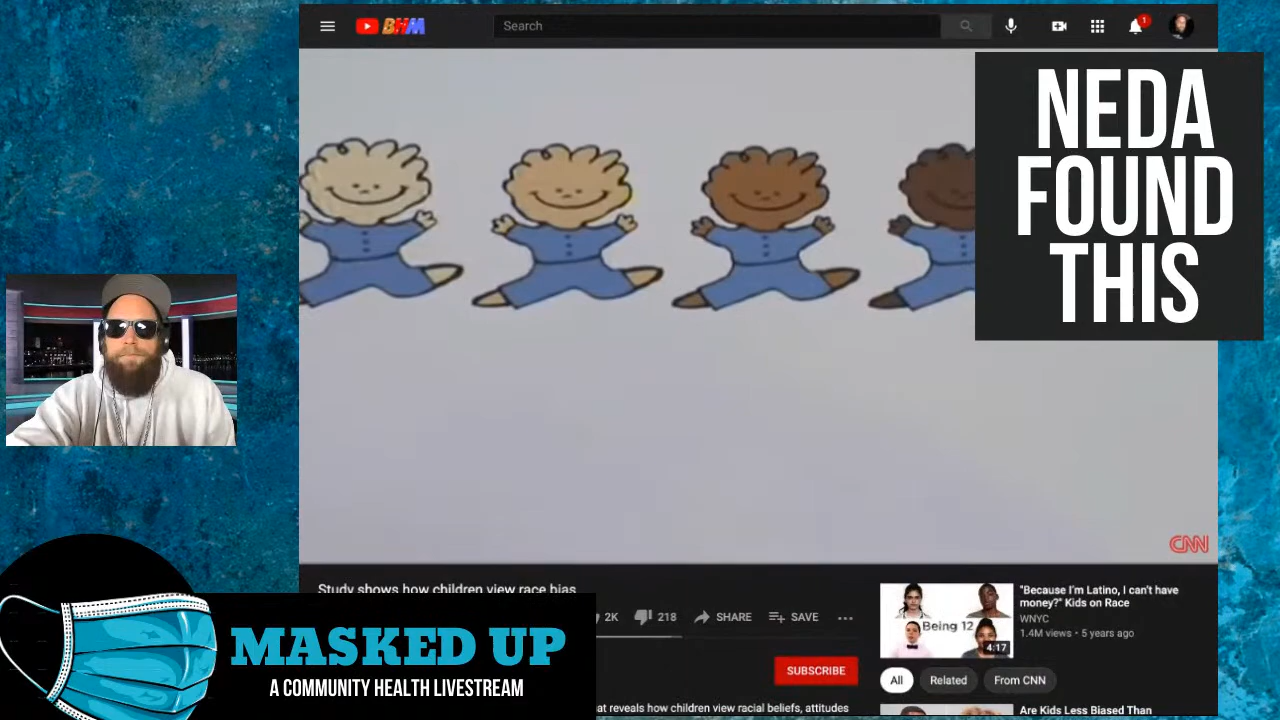 BHM
Search
1
NEDA
FOUND
THIS
CNN
Study shows how children view race bias
2K
218
SHARE
SAVE
SUBSCRIBE
at reveals how children view racial beliefs, attitudes
Being 12
4:17
"Because I'm Latino, I can't have
money?" Kids on Race
WNYC
1.4M views • 5 years ago
All
Related
From CNN
Are Kids Less Biased Than
MASKED UP
A COMMUNITY HEALTH LIVESTREAM